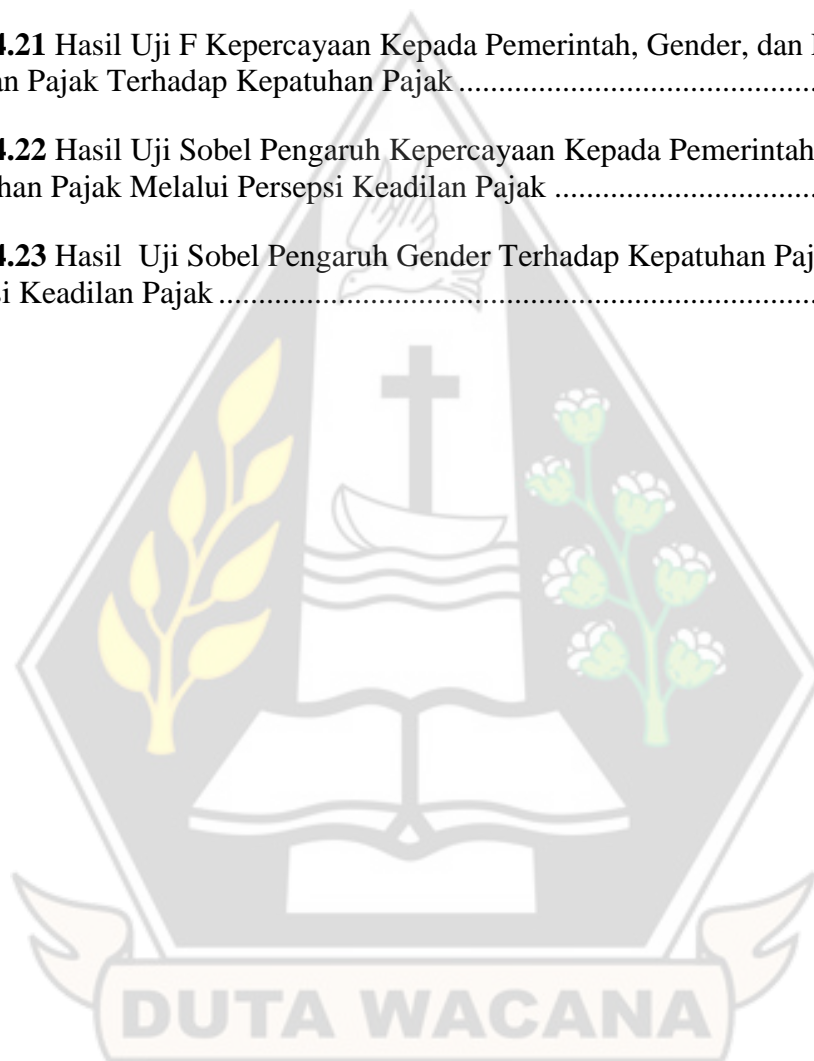 4.21 Hasil Uji F Kepercayaan Kepada Pemerintah, Gender, dan
an Pajak Terhadap Kepatuhan Pajak....................................................
4.22 Hasil Uji Sobel Pengaruh Kepercayaan Kepada Pemerintah
han Pajak Melalui Persepsi Keadilan Pajak ....................................
4.23 Hasil Uji Sobel Pengaruh Gender Terhadap Kepatuhan Paj
si Keadilan Pajak..............................................................................
DUTA WACANA